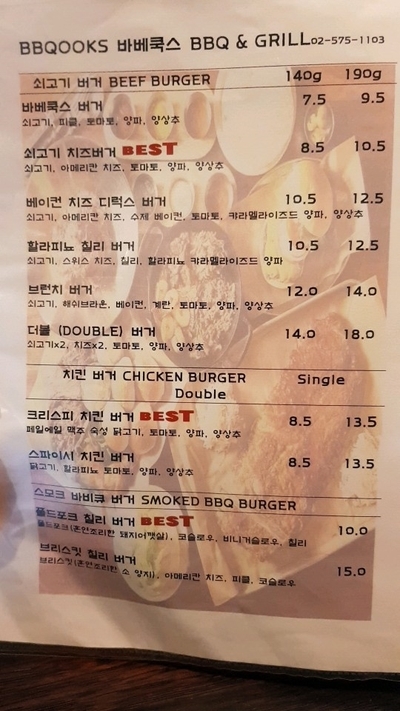 BBQOOKS 바베쿡스 BBQ & GRILL 02-575-1103
쇠고기 버거 BEEF BURGER 140g 190g
바베쿡스 버거 7.5 9.5
쇠고기, 피클, 토마토, 양파, 양상추
쇠고기 치즈버거 BEST 8.5 10.5
쇠고기, 아메리칸 치즈, 토마토, 양파, 양상추
베이컨 치즈 디럭스 버거 10.5 12.5
쇠고기, 아메리칸 치즈, 수제 베이컨, 토마토, 캬라멜라이즈드 양파, 양상추
할라피뇨 칠리 버거 10.5 12.5
쇠고기, 스위스 치즈, 칠리, 할라피뇨 캬라멜라이즈드 양파
브런치 버거 12.0 14.0
쇠고기, 해쉬브라운, 베이컨, 계란, 토마토, 양파, 양상추
더블 (DOUBLE) 버거 14.0 18.0
쇠고기x2, 치즈x2, 토마토, 양파, 양상추
치킨 버거 CHICKEN BURGER Single
Double
크리스피 치킨 버거 BEST 8.5 13.5
페일에일 맥주 숙성 닭고기, 토마토, 양파, 양상추
스파이시 치킨 버거 8.5 13.5
닭고기, 할라피뇨 토마토, 양파, 양상추
스모크 바비큐 버거 SMOKED BBQ BURGER
풀드포크 칠리 버거 BEST 10.0
풀드포크(훈연조리한 돼지어깻살), 코슬로우, 비니거슬로우, 칠리
브리스킷 칠리 버거 15.0
브리스킷(훈연조리한 소 양지), 아메리칸 치즈, 피클, 코슬로우